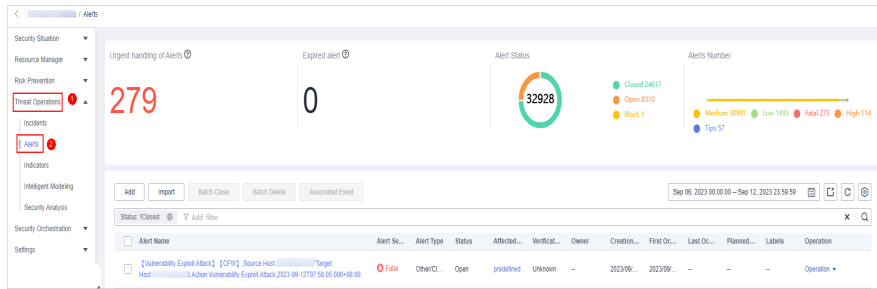 / Alerts
Security Situation
Resource Manager
Risk Prevention
Threat Operations 1
Incidents
Alerts 2
Indicators
Intelligent Modeling
Security Analysis
Security Orchestration
Settings
Urgent handling of Alerts
279
Expired alert
0
Alert Status
32928
Closed 24617
Open 8310
Block 1
Alerts Number
Medium 30991 Low 1493 Fatal 273 High 114
Tips 57
Add Import Batch Close Batch Delete Associated Event
Sep 06, 2023 00:00:00 – Sep 12, 2023 23:59:59
Status: !Closed Add filter
Alert Name Alert Se... Alert Type Status Affected... Verificat... Owner Creation... First Oc... Last Oc... Planned... Labels Operation
【Vulnerability Exploit Attack】【CFW】,Source Host: "Target
Host ),Action Vulnerability Exploit Attack,2023-09-12T07:50:05.000+08:00
Fatal Other/Cl... Open predefined Unknown -- 2023/09/... 2023/09/... -- -- -- Operation